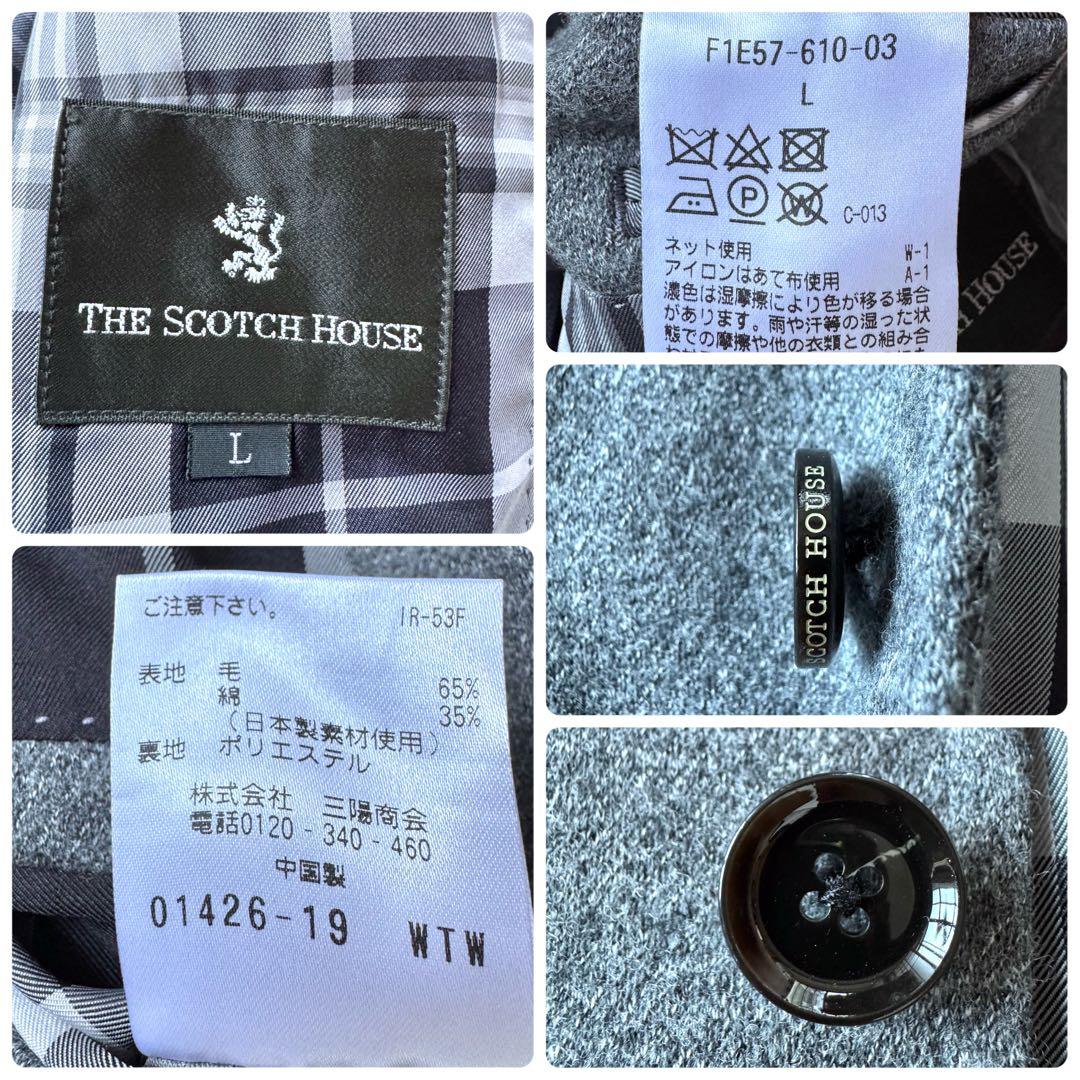 THE SCOTCH HOUSE
L
F1E57-610-03
L
P
W
C-013
ネット使用 W-1
アイロンはあて布使用 A-1
濃色は湿摩擦により色が移る場合
があります。雨や汗等の湿った状
態での摩擦や他の衣類との組み合
H HOUSE
SCOTCH HOUSE
ご注意下さい。 IR-53F
表地 毛 65%
綿 35%
(日本製素材使用)
裏地 ポリエステル
株式会社 三陽商会
電話0120-340-460
中国製
01426-19 WTW